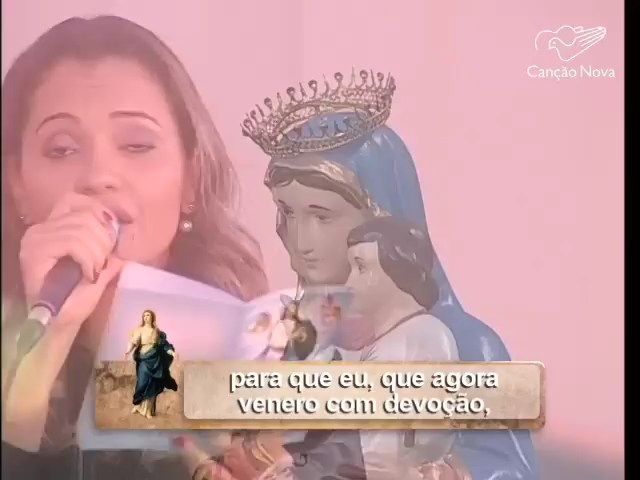 Canção Nova
para que eu, que agora
venero com devoção,